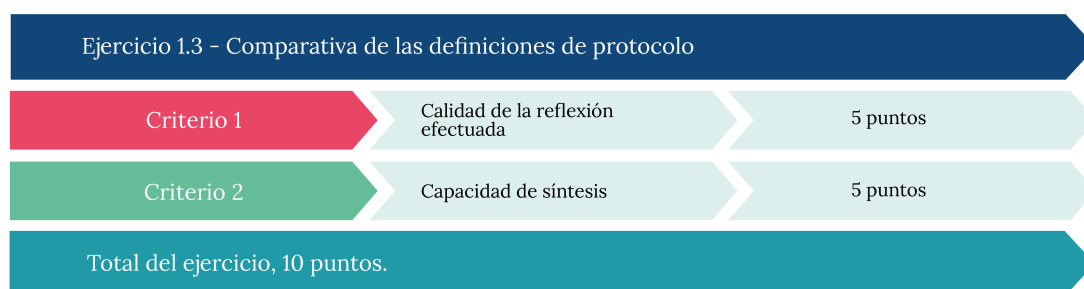 Ejercicio 1.3 - Comparativa de las definiciones de protocolo
Criterio 1
Calidad de la reflexión
efectuada
5 puntos
Criterio 2
Capacidad de síntesis
5 puntos
Total del ejercicio, 10 puntos.